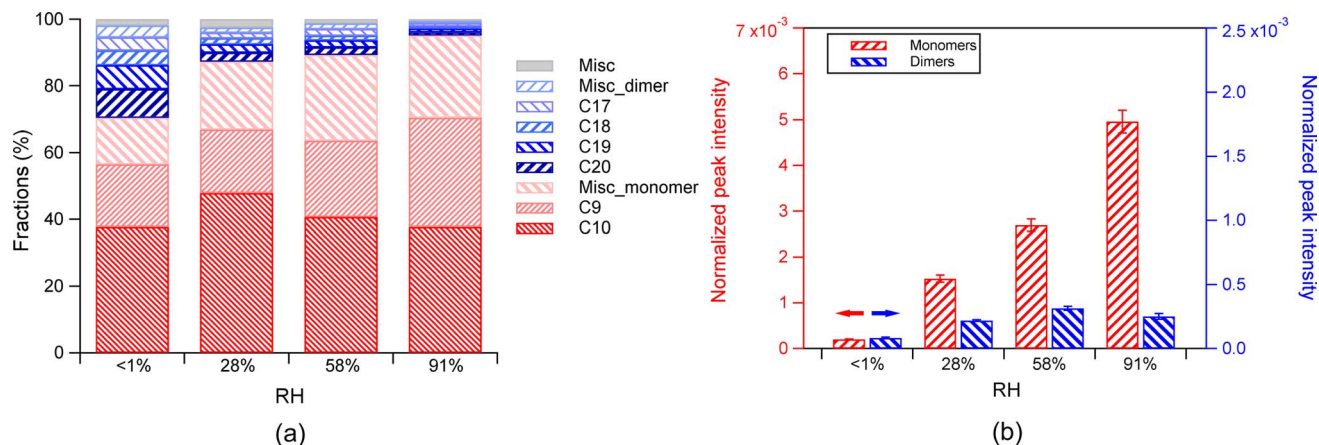 100
80
60
40
20
0
Fractions (%)
<1%
28%
58%
91%
RH
(a)
Misc
Misc_dimer
C17
C18
C19
C20
Misc_monomer
C9
C10
7 x10⁻³
6
5
4
3
2
1
0
Normalized peak intensity
Monomers
Dimers
<1%
28%
58%
91%
RH
(b)
2.5 x10⁻³
2.0
1.5
1.0
0.5
0.0
Normalized peak intensity